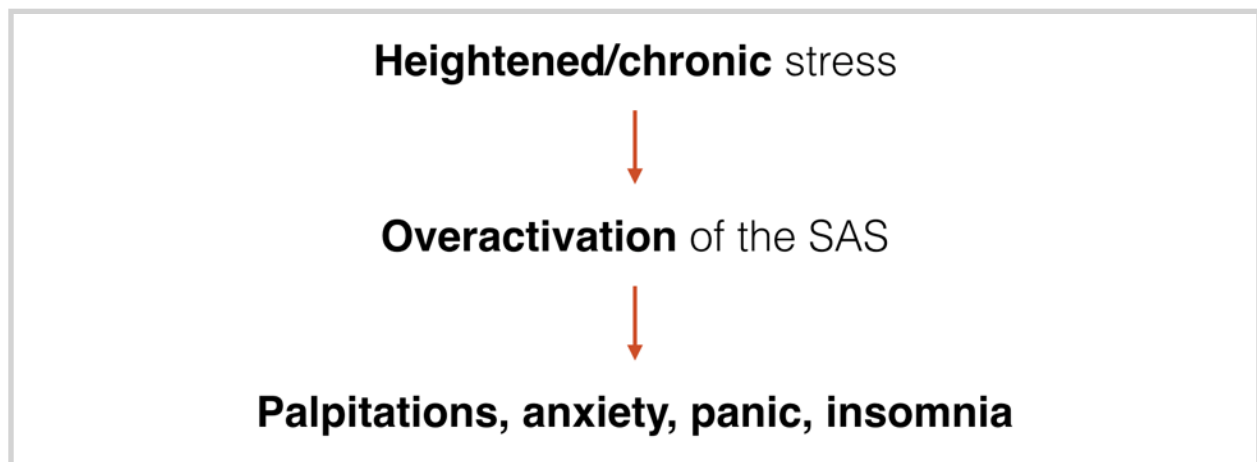 Heightened/chronic stress
Overactivation of the SAS
Palpitations, anxiety, panic, insomnia